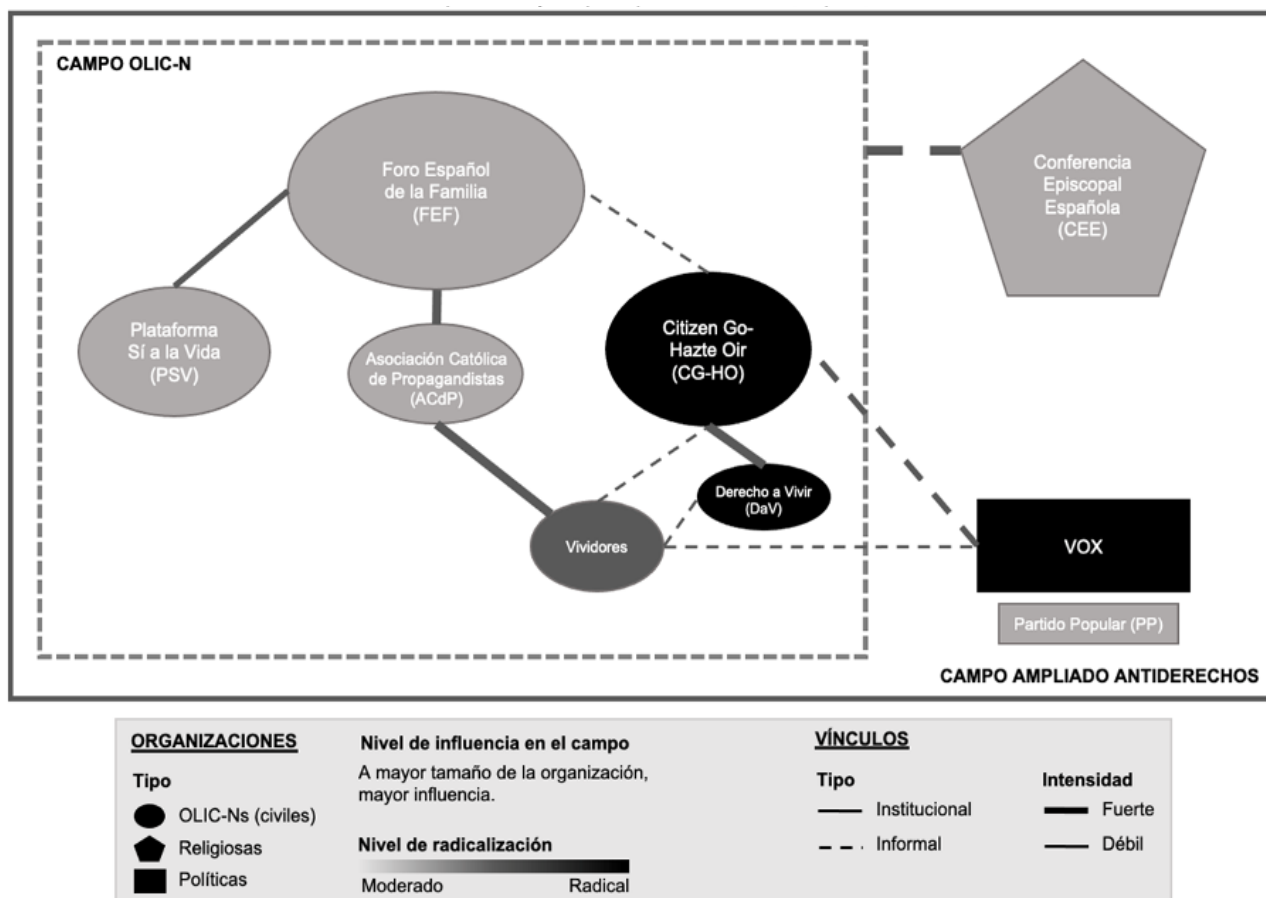 CAMPO OLIC-N
Foro Español
de la Familia
(FEF)
Conferencia
Episcopal
Española
(CEE)
Plataforma
Sí a la Vida
(PSV)
Asociación Católica
de Propagandistas
(ACdP)
Citizen Go-
Hazte Oir
(CG-HO)
Derecho a Vivir
(DaV)
Vividores
VOX
Partido Popular (PP)
CAMPO AMPLIADO ANTIDERECHOS
ORGANIZACIONES
Tipo
OLIC-Ns (civiles)
Religiosas
Políticas
Nivel de influencia en el campo
A mayor tamaño de la organización,
mayor influencia.
Nivel de radicalización
Moderado Radical
VÍNCULOS
Tipo
Institucional
Informal
Intensidad
Fuerte
Débil